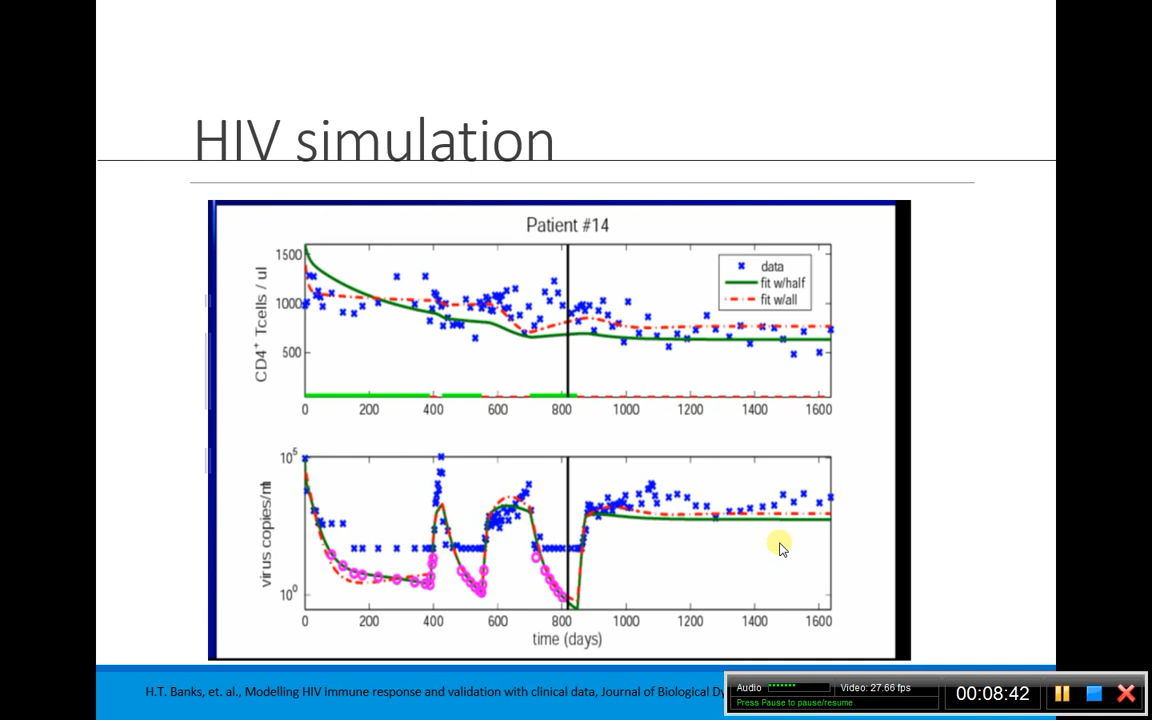 HIV simulation
Patient #14
CD4+ Tcells / ul
1500
1000
500
data
fit w/half
fit w/all
0 200 400 600 800 1000 1200 1400 1600
virus copies/ml
10^5
10^0
0 200 400 600 800 1000 1200 1400 1600
time (days)
H.T. Banks, et. al., Modelling HIV immune response and validation with clinical data, Journal of Biological
Audio
Video: 27.66 fps
Press Pause to pause/resume
00:08:42